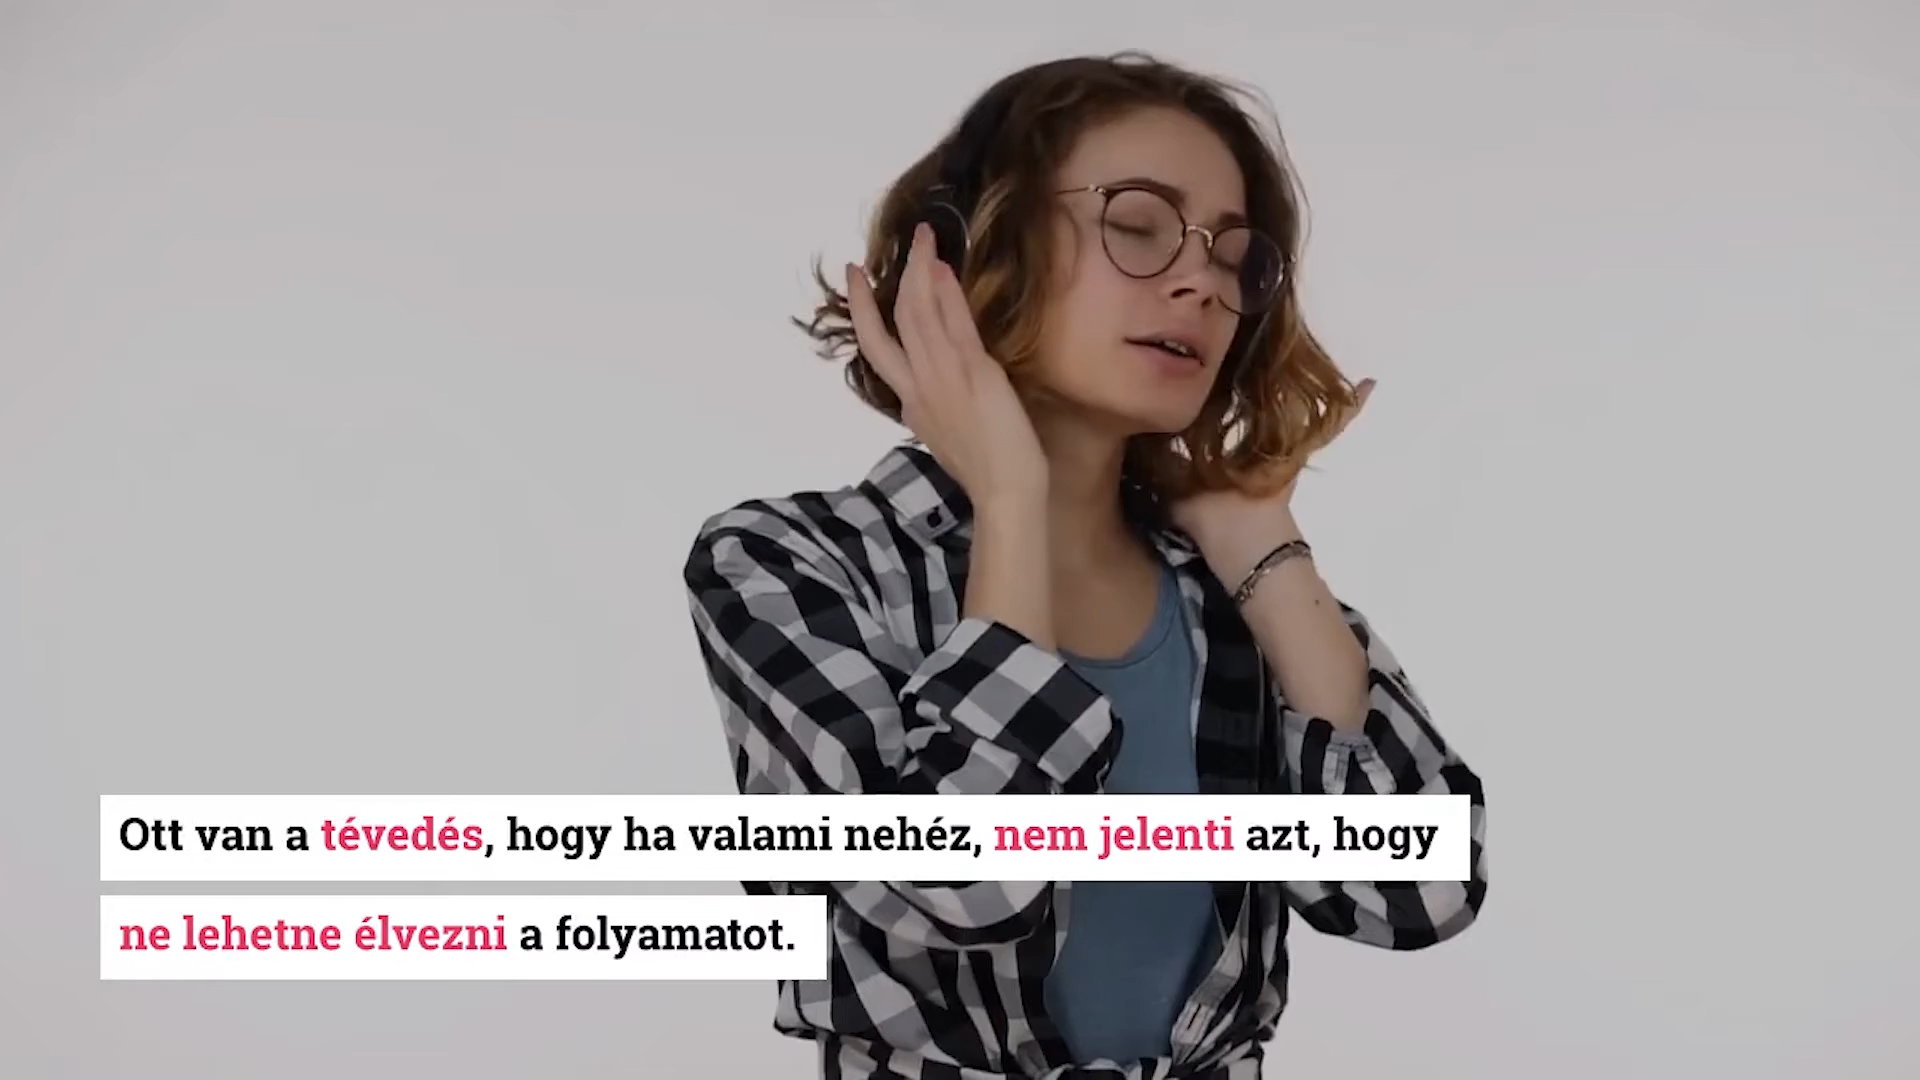 Ott van a tévedés, hogy ha valami nehéz, nem jelenti azt, hogy
ne lehetne élvezni a folyamatot.